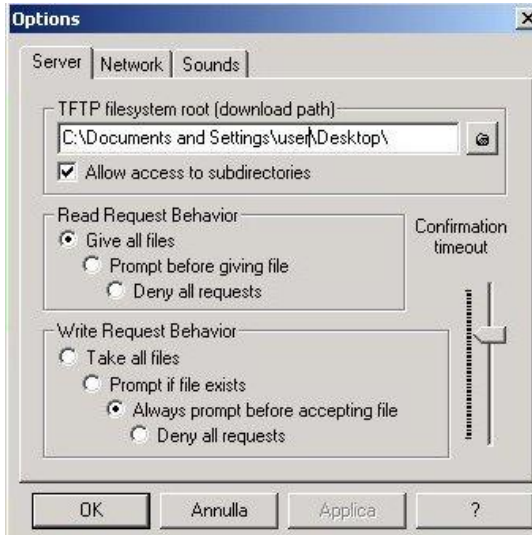 Options
Server Network Sounds
TFTP filesystem root (download path)
C:\Documents and Settings\user\Desktop\
Allow access to subdirectories
Read Request Behavior
Give all files
Prompt before giving file
Deny all requests
Confirmation
timeout
Write Request Behavior
Take all files
Prompt if file exists
Always prompt before accepting file
Deny all requests
OK Annulla Applica ?